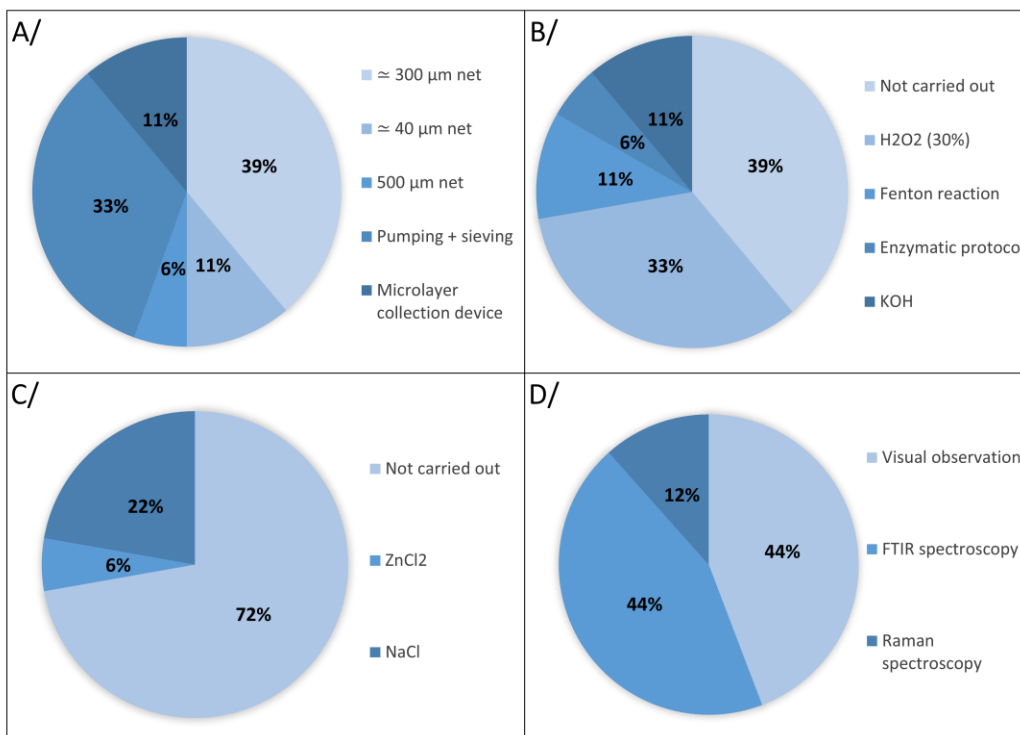 A/
≃ 300 µm net
≃ 40 µm net
500 µm net
Pumping + sieving
Microlayer
collection device
39%
11%
6%
33%
11%
B/
Not carried out
H2O2 (30%)
Fenton reaction
Enzymatic protoco
KOH
39%
33%
11%
6%
11%
C/
Not carried out
ZnCl2
NaCl
72%
6%
22%
D/
Visual observation
FTIR spectroscopy
Raman
spectroscopy
44%
44%
12%